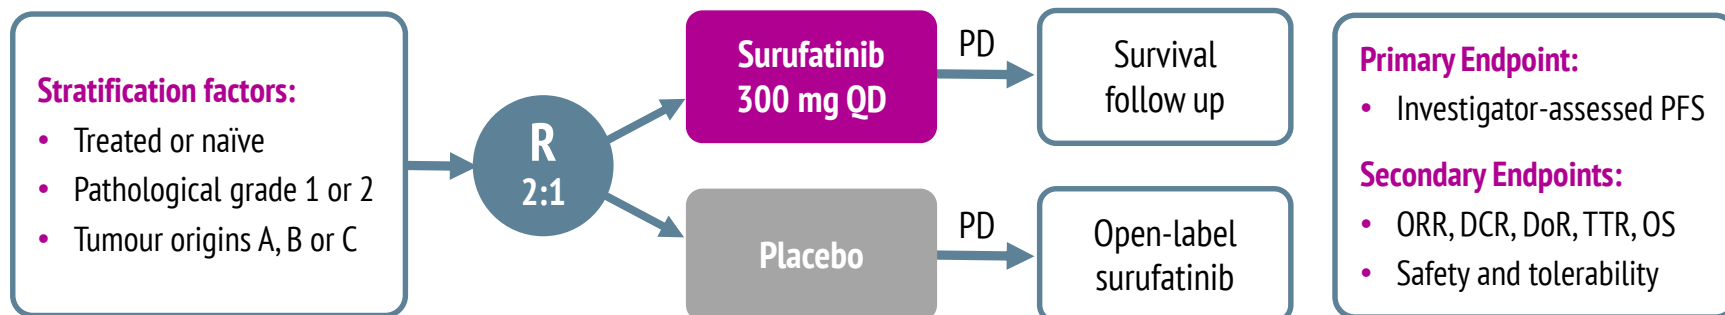 Stratification factors:
• Treated or naïve
• Pathological grade 1 or 2
• Tumour origins A, B or C
R
2:1
Surufatinib
300 mg QD
PD
Survival
follow up
Placebo
PD
Open-label
surufatinib
Primary Endpoint:
• Investigator-assessed PFS
Secondary Endpoints:
• ORR, DCR, DoR, TTR, OS
• Safety and tolerability